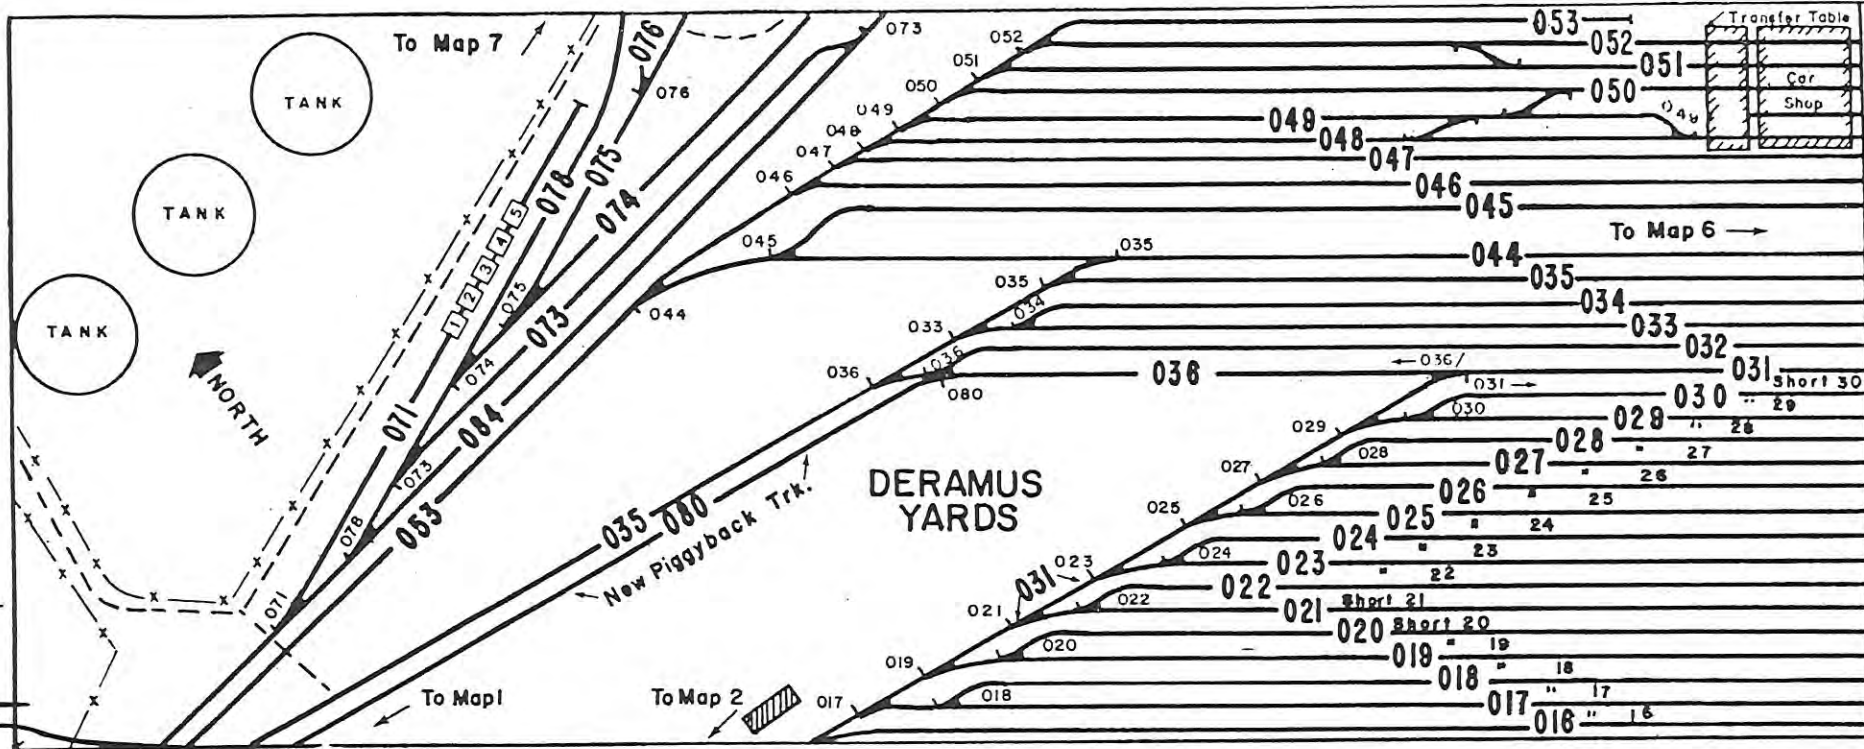 To Map 7
TANK
TANK
TANK
NORTH
1 2 3 4 5
078
075
076
076
074
073
075
074
073
073
084
071
078
053
071
044
045
046
047
048
049
050
051
052
053
052
051
050
049
048
049
047
046
045
Transfer Table
Car
Shop
To Map 6
044
035
035
035
034
034
033
033
032
036
036
080
036
036
031
031 Short 30
030 " 29
030
029 " 28
029
028 " 27
028
027 " 26
027
026 " 25
026
025 " 24
025
024 " 23
024
023 " 22
023
022
022
031
021 Short 21
021
020 Short 20
020
019 " 19
019
018 " 18
018
017 " 17
017
016 " 16
035
080
New Piggyback Trk.
DERAMUS
YARDS
To Map 1
To Map 2